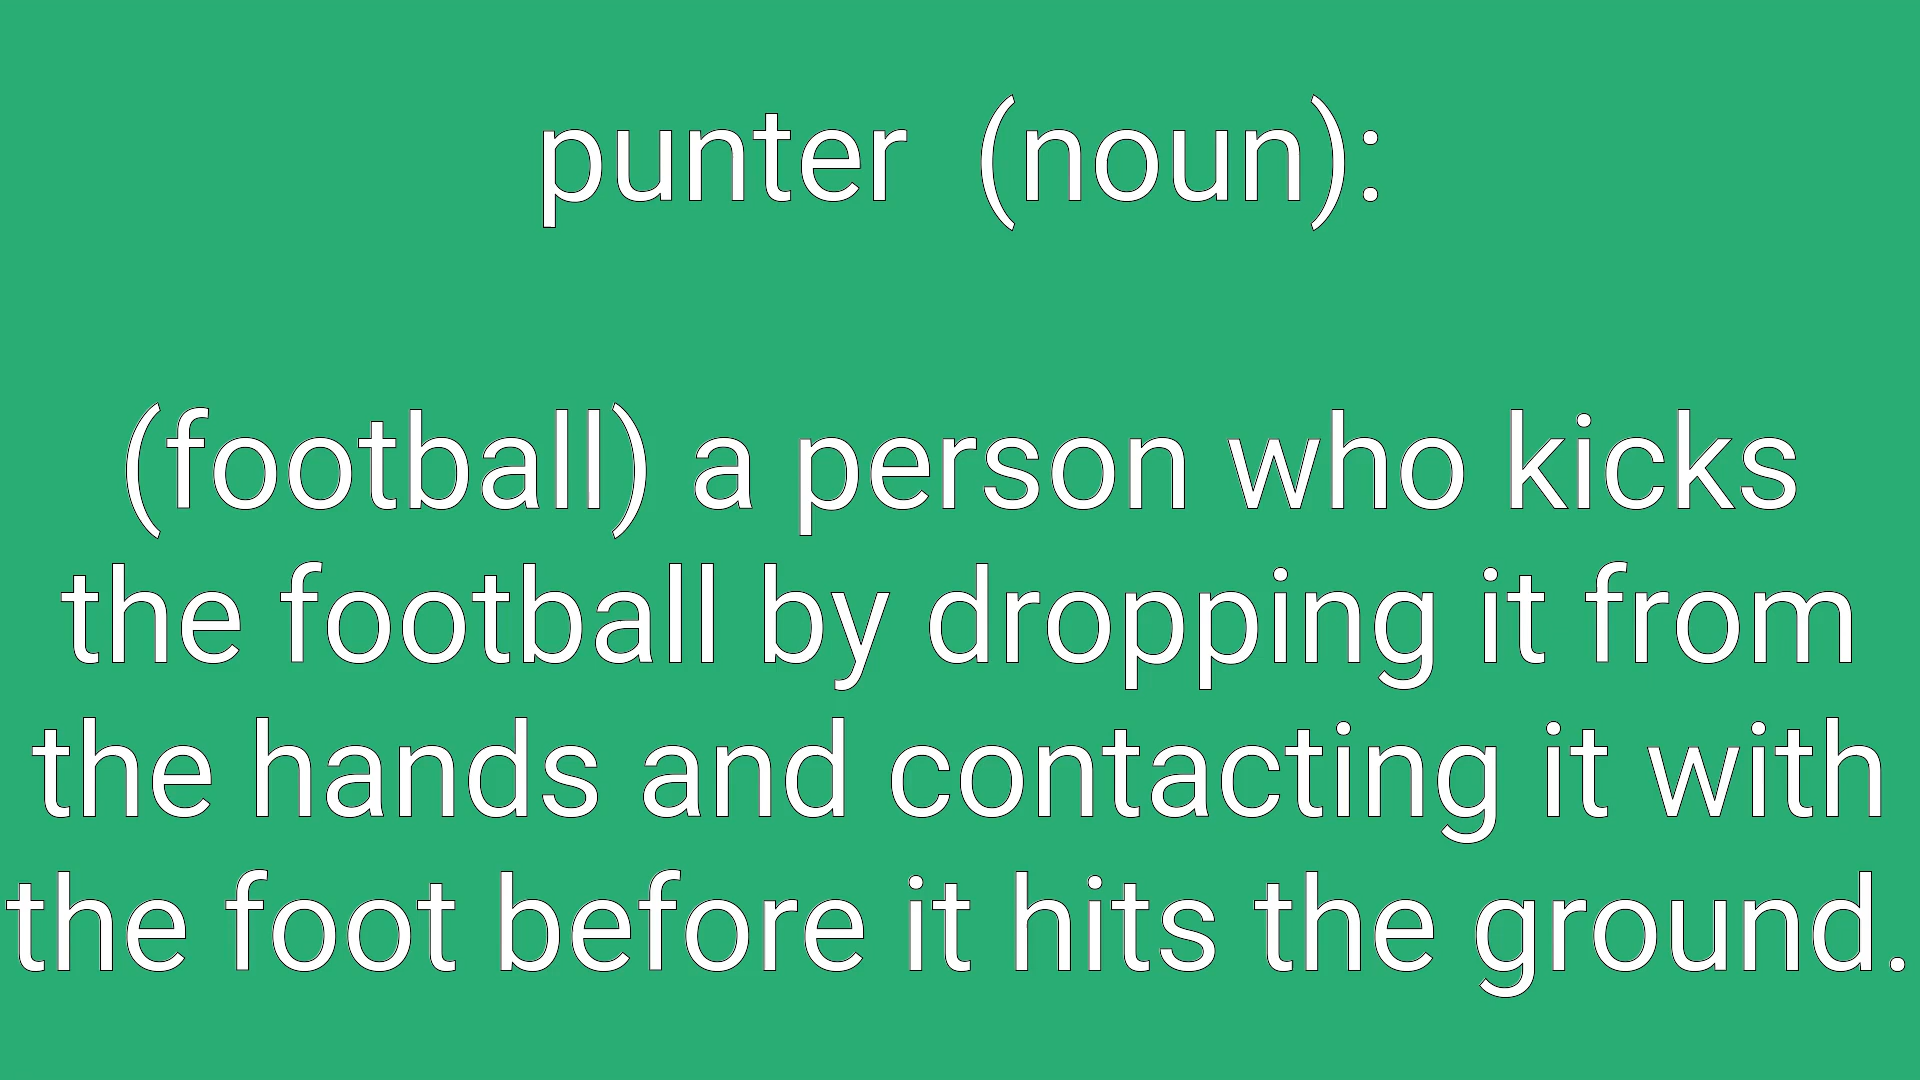 punter (noun):
(football) a person who kicks
the football by dropping it from
the hands and contacting it with
the foot before it hits the ground.